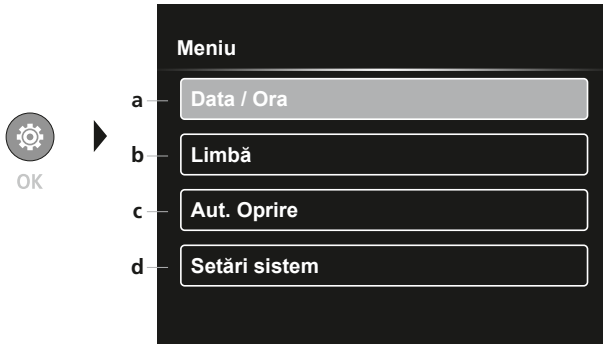 Meniu
a Data / Ora
b Limbă
OK
c Aut. Oprire
d Setări sistem